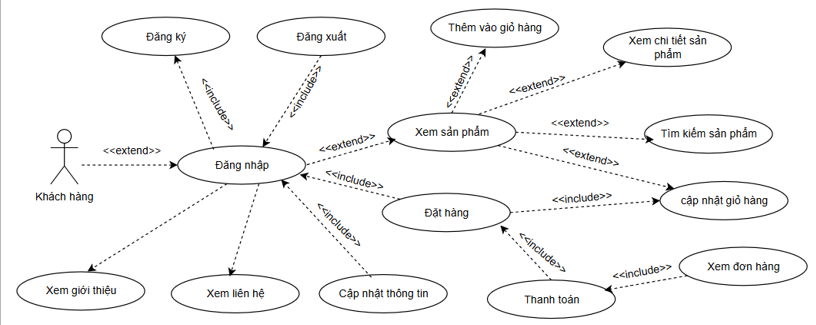 Đăng ký
Đăng xuất
Thêm vào giỏ hàng
Xem chi tiết sản
phẩm
<<include>>
<<include>>
<<extend>>
<<extend>>
Khách hàng
<<extend>>
Đăng nhập
<<extend>>
Xem sản phẩm
<<extend>>
Tìm kiếm sản phẩm
<<extend>>
<<include>>
Đặt hàng
<<include>>
cập nhật giỏ hàng
<<include>>
<<include>>
Xem giới thiệu
Xem liên hệ
Cập nhật thông tin
Thanh toán
<<include>>
Xem đơn hàng